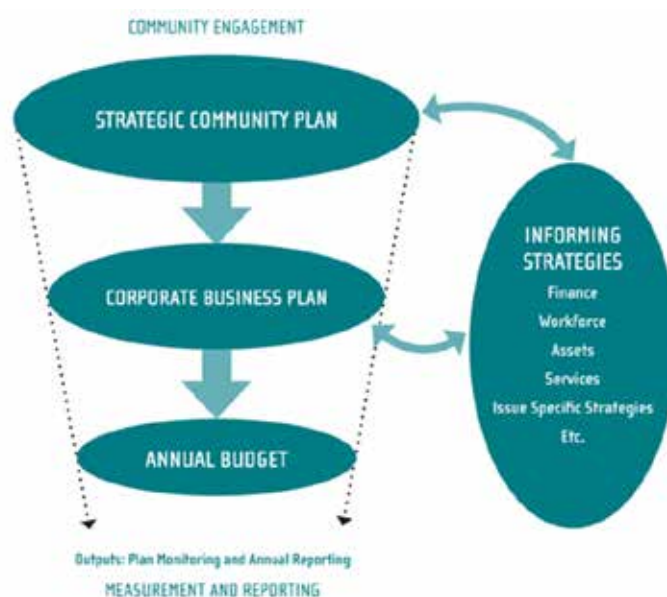 COMMUNITY ENGAGEMENT
STRATEGIC COMMUNITY PLAN
CORPORATE BUSINESS PLAN
ANNUAL BUDGET
INFORMING
STRATEGIES
Finance
Workforce
Assets
Services
Issue Specific Strategies
Etc.
Outputs: Plan Monitoring and Annual Reporting
MEASUREMENT AND REPORTING